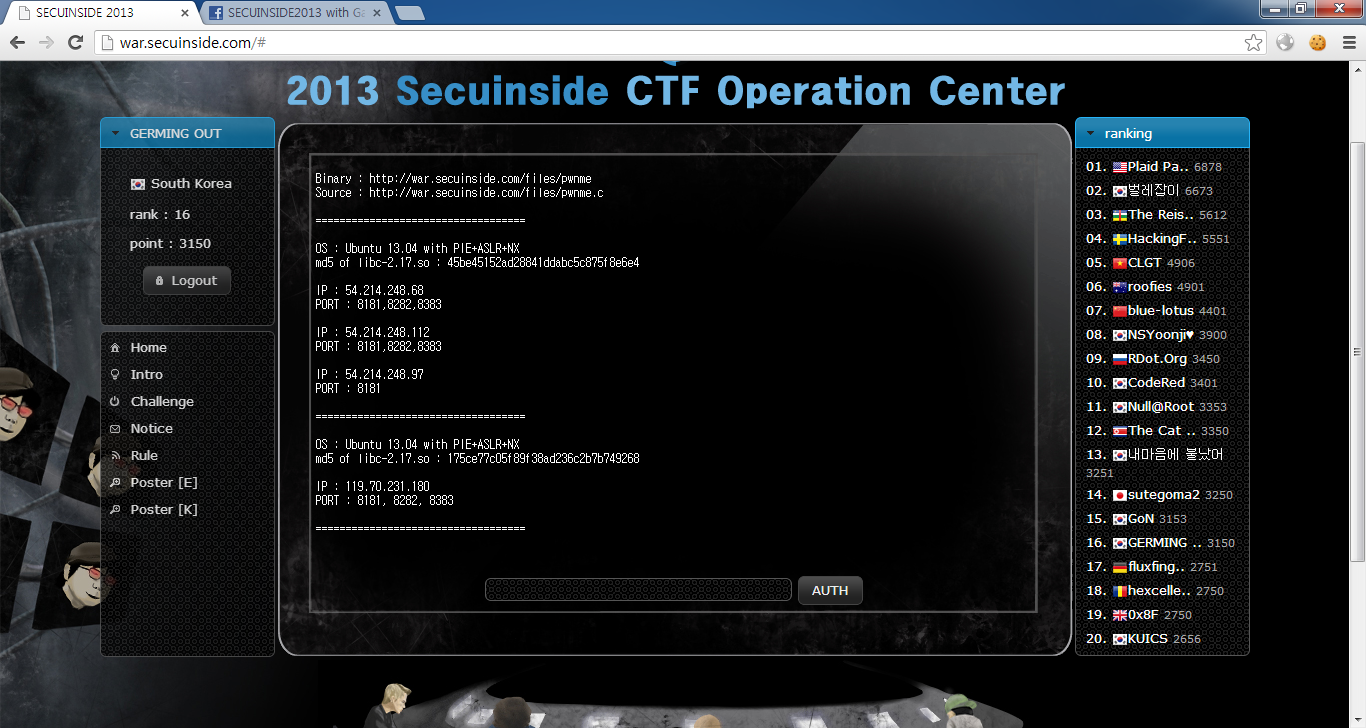 SECUINSIDE 2013
SECUINSIDE2013 with Ga
war.secuinside.com/#
2013 Secuinside CTF Operation Center
GERMING OUT
South Korea
rank : 16
point : 3150
Logout
Home
Intro
Challenge
Notice
Rule
Poster [E]
Poster [K]
Binary : http://war.secuinside.com/files/pwnme
Source : http://war.secuinside.com/files/pwnme.c
===================================
OS : Ubuntu 13.04 with PIE+ASLR+NX
md5 of libc-2.17.so : 45be45152ad28841ddabc5c875f8e6e4
IP : 54.214.248.68
PORT : 8181,8282,8383
IP : 54.214.248.112
PORT : 8181,8282,8383
IP : 54.214.248.97
PORT : 8181
===================================
OS : Ubuntu 13.04 with PIE+ASLR+NX
md5 of libc-2.17.so : 175ce77c05f89f38ad236c2b7b749268
IP : 119.70.231.180
PORT : 8181, 8282, 8383
===================================
AUTH
ranking
01. Plaid Pa.. 6878
02. 벌레잡이 6673
03. The Reis.. 5612
04. HackingF.. 5551
05. CLGT 4906
06. roofies 4901
07. blue-lotus 4401
08. NSYoonji♥ 3900
09. RDot.Org 3450
10. CodeRed 3401
11. Null@Root 3353
12. The Cat .. 3350
13. 내마음에 불났어
3251
14. sutegoma2 3250
15. GoN 3153
16. GERMING .. 3150
17. fluxfing.. 2751
18. hexcelle.. 2750
19. 0x8F 2750
20. KUICS 2656